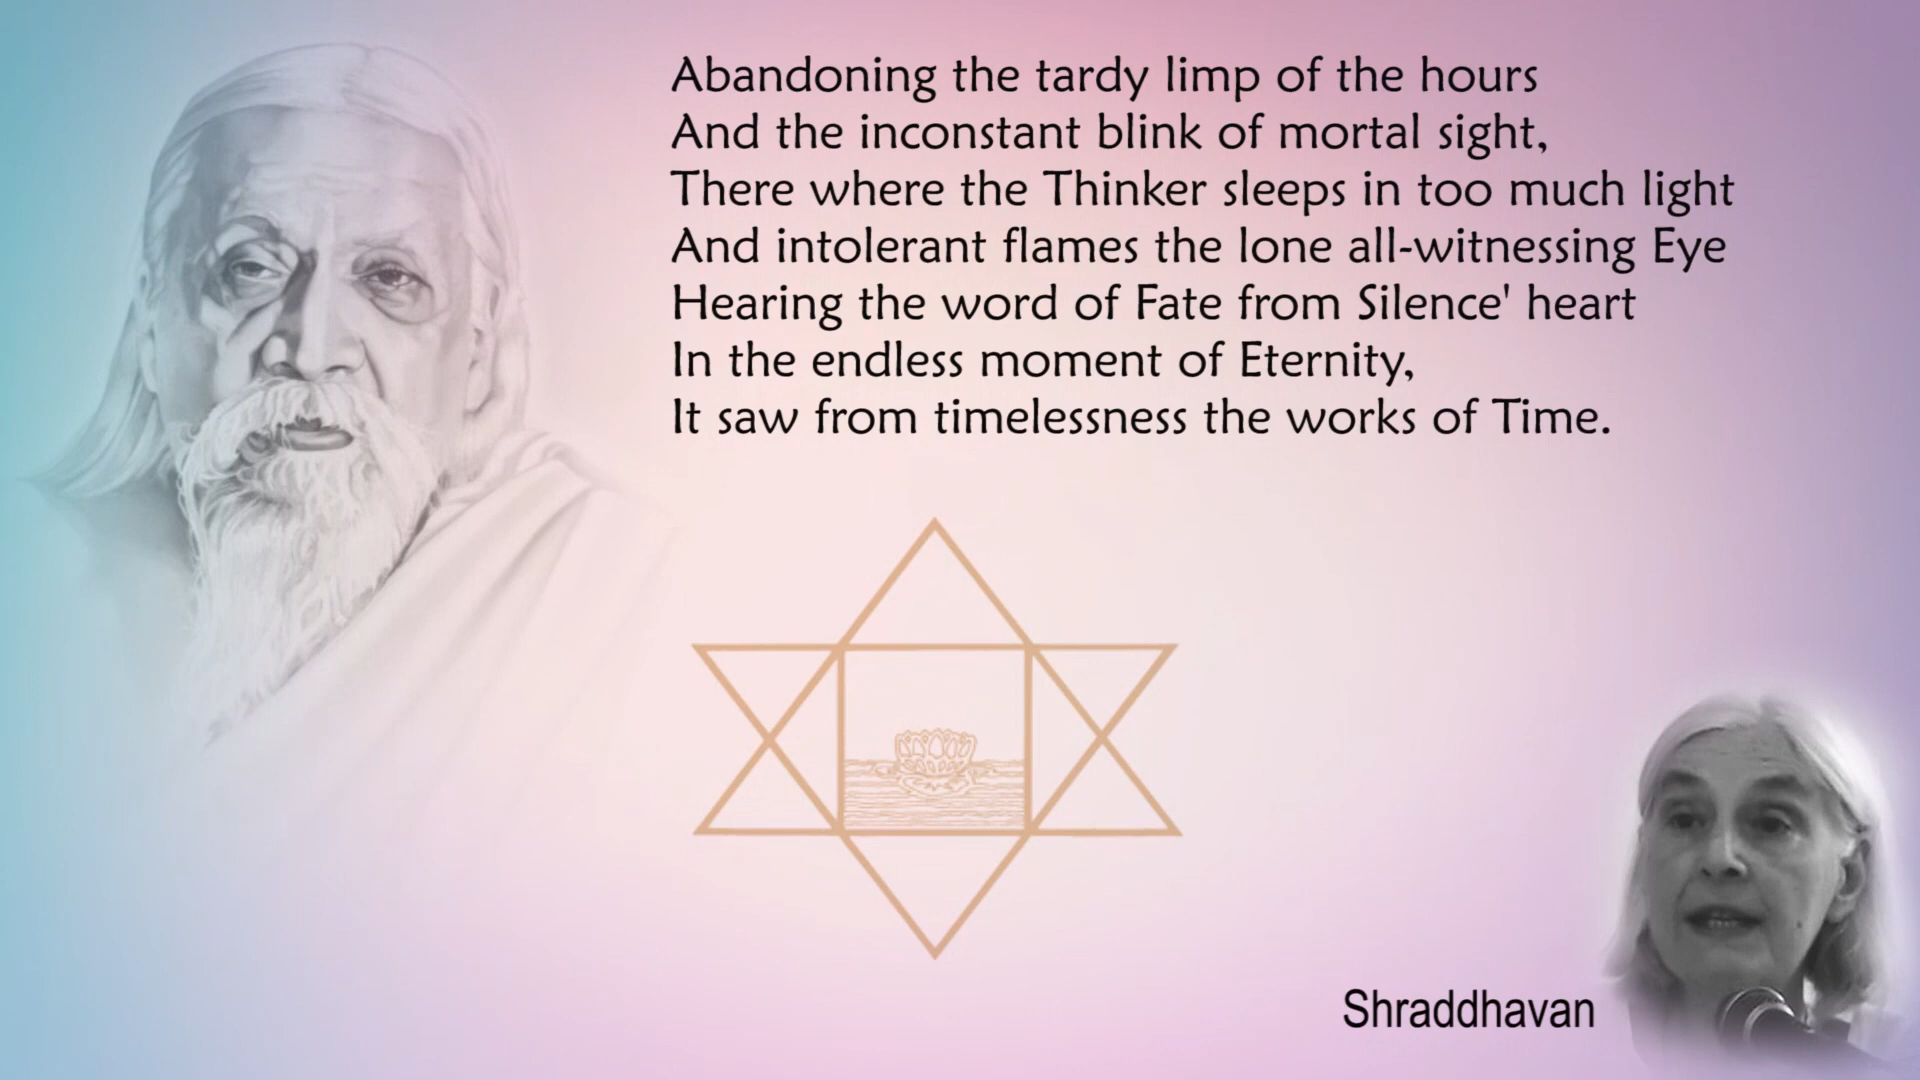 Abandoning the tardy limp of the hours
And the inconstant blink of mortal sight,
There where the Thinker sleeps in too much light
And intolerant flames the lone all-witnessing Eye
Hearing the word of Fate from Silence' heart
In the endless moment of Eternity,
It saw from timelessness the works of Time.
Shraddhavan